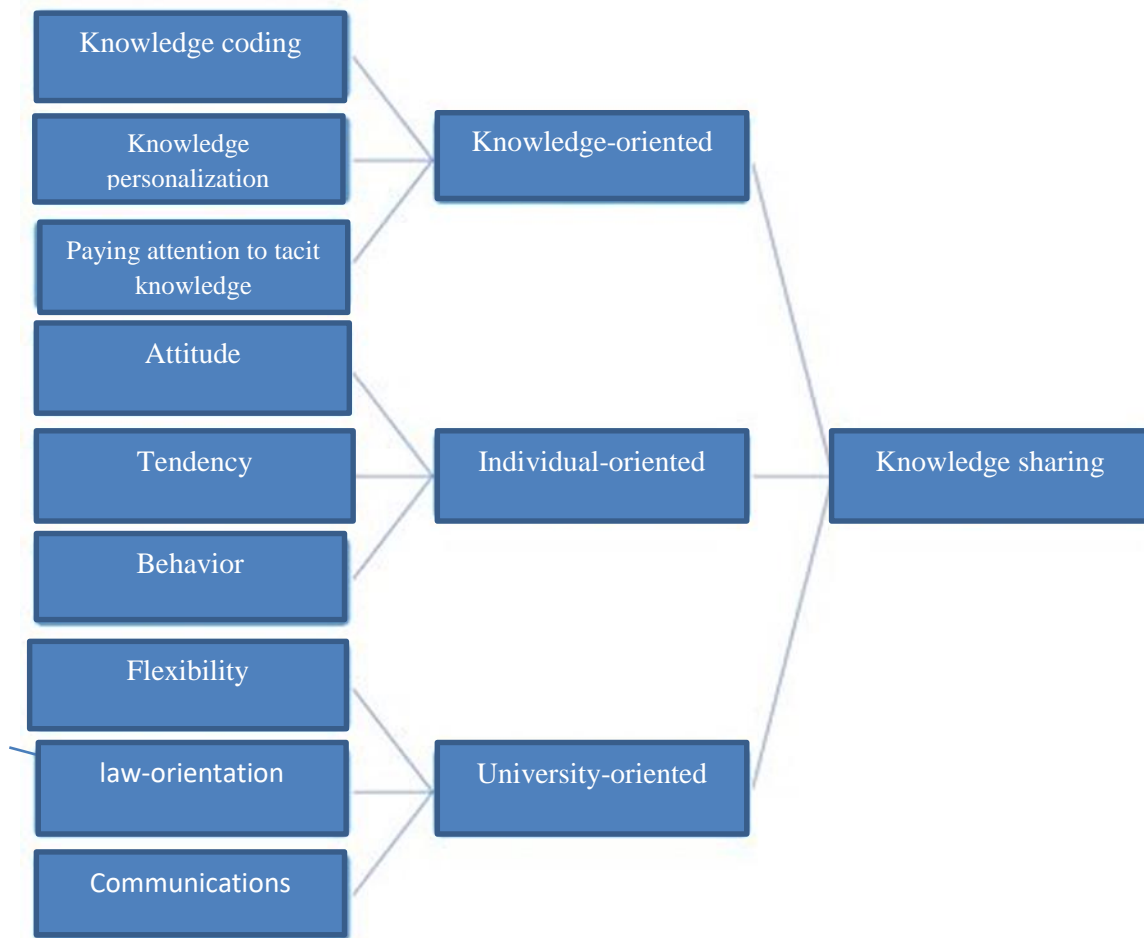 Knowledge coding
Knowledge
personalization
Paying attention to tacit
knowledge
Knowledge-oriented
Attitude
Tendency
Behavior
Individual-oriented
Flexibility
law-orientation
Communications
University-oriented
Knowledge sharing